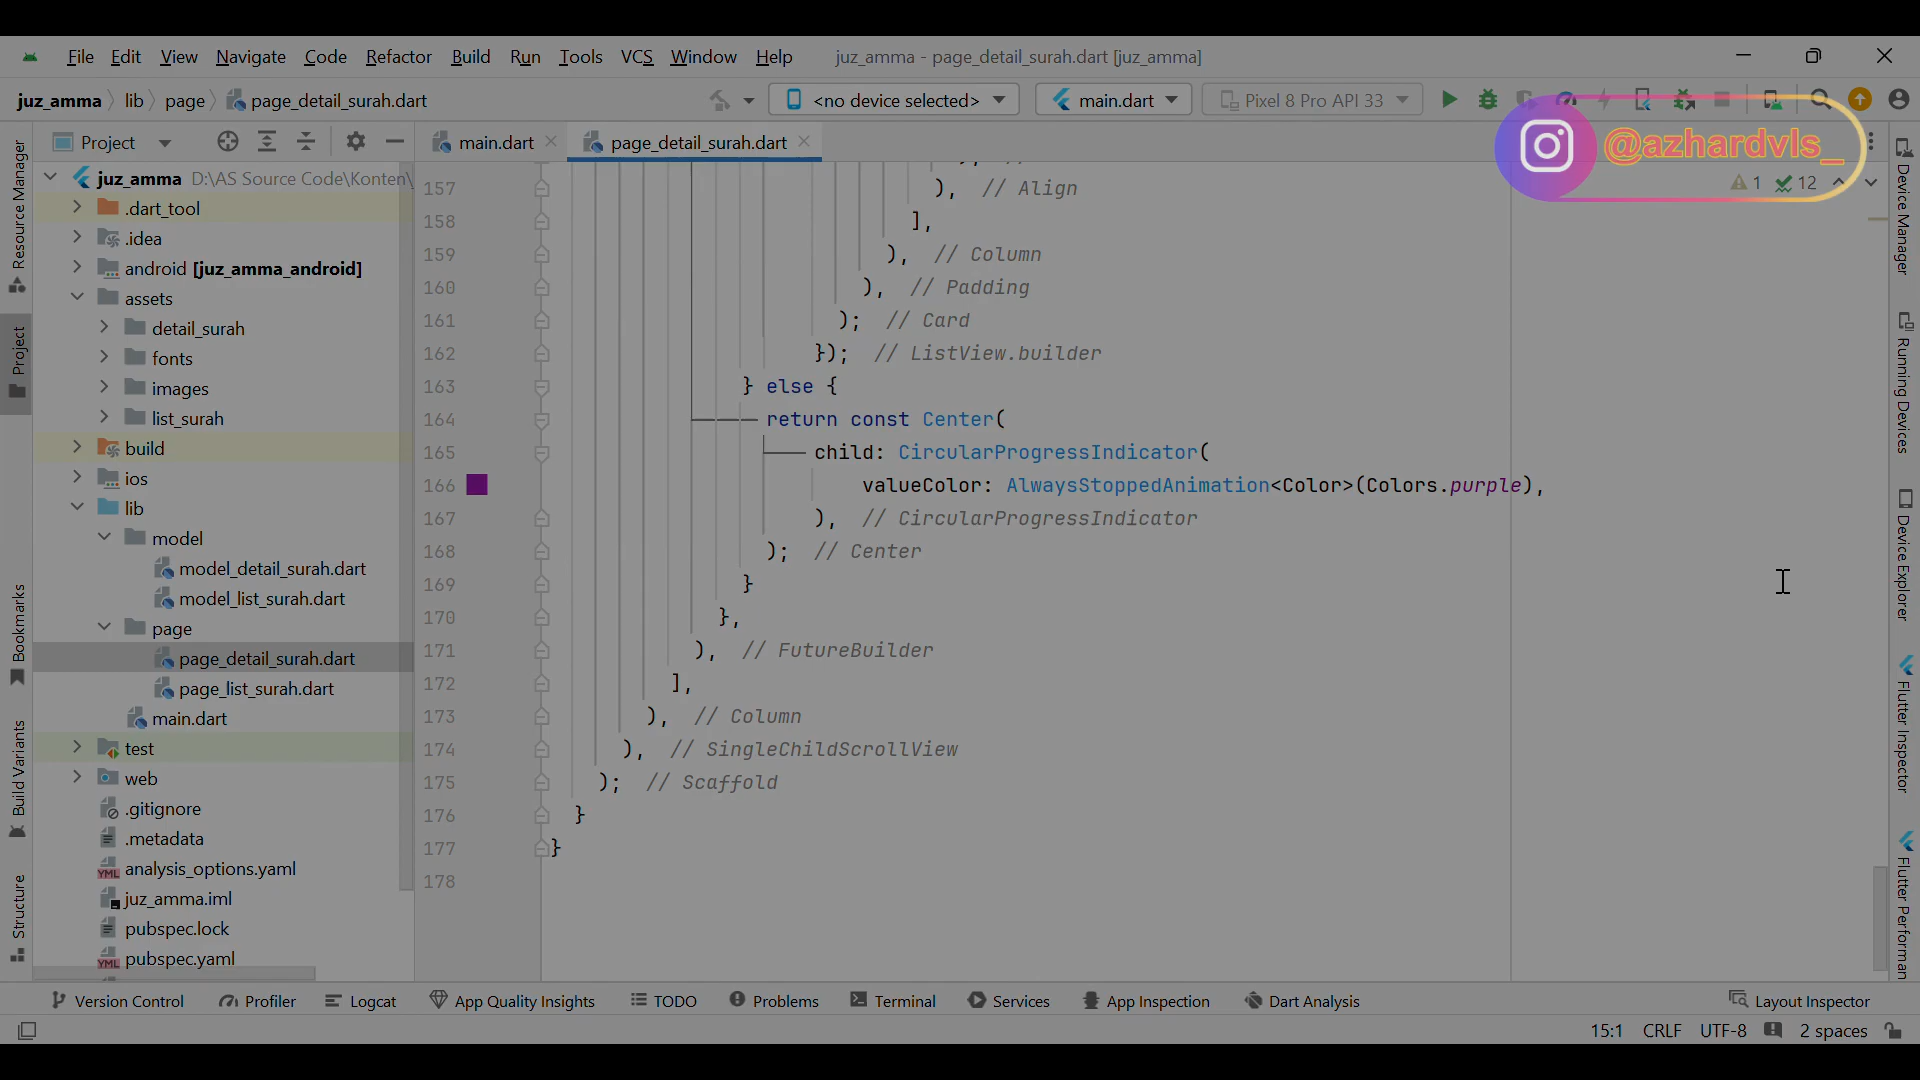 File Edit View Navigate Code Refactor Build Run Tools VCS Window Help juz_amma - page_detail_surah.dart [juz_amma]
juz_amma lib page page_detail_surah.dart <no device selected> main.dart Pixel 8 Pro API 33
@azhardvls_
Project main.dart page_detail_surah.dart
1 12
juz_amma D:\AS Source Code\Konten\
.dart_tool
.idea
android [juz_amma_android]
assets
detail_surah
fonts
images
list_surah
build
ios
lib
model
model_detail_surah.dart
model_list_surah.dart
page
page_detail_surah.dart
page_list_surah.dart
main.dart
test
web
.gitignore
.metadata
analysis_options.yaml
juz_amma.iml
pubspec.lock
pubspec.yaml
157 ), // Align
158 ],
159 ), // Column
160 ), // Padding
161 ); // Card
162 }); // ListView.builder
163 } else {
164 return const Center(
165 child: CircularProgressIndicator(
166 valueColor: AlwaysStoppedAnimation<Color>(Colors.purple),
167 ), // CircularProgressIndicator
168 ); // Center
169 }
170 },
171 ), // FutureBuilder
172 ],
173 ), // Column
174 ), // SingleChildScrollView
175 ); // Scaffold
176 }
177 }
178
Resource Manager
Project
Bookmarks
Build Variants
Structure
Device Manager
Running Devices
Device Explorer
Flutter Inspector
Flutter Performan
Version Control Profiler Logcat App Quality Insights TODO Problems Terminal Services App Inspection Dart Analysis Layout Inspector
15:1 CRLF UTF-8 2 spaces